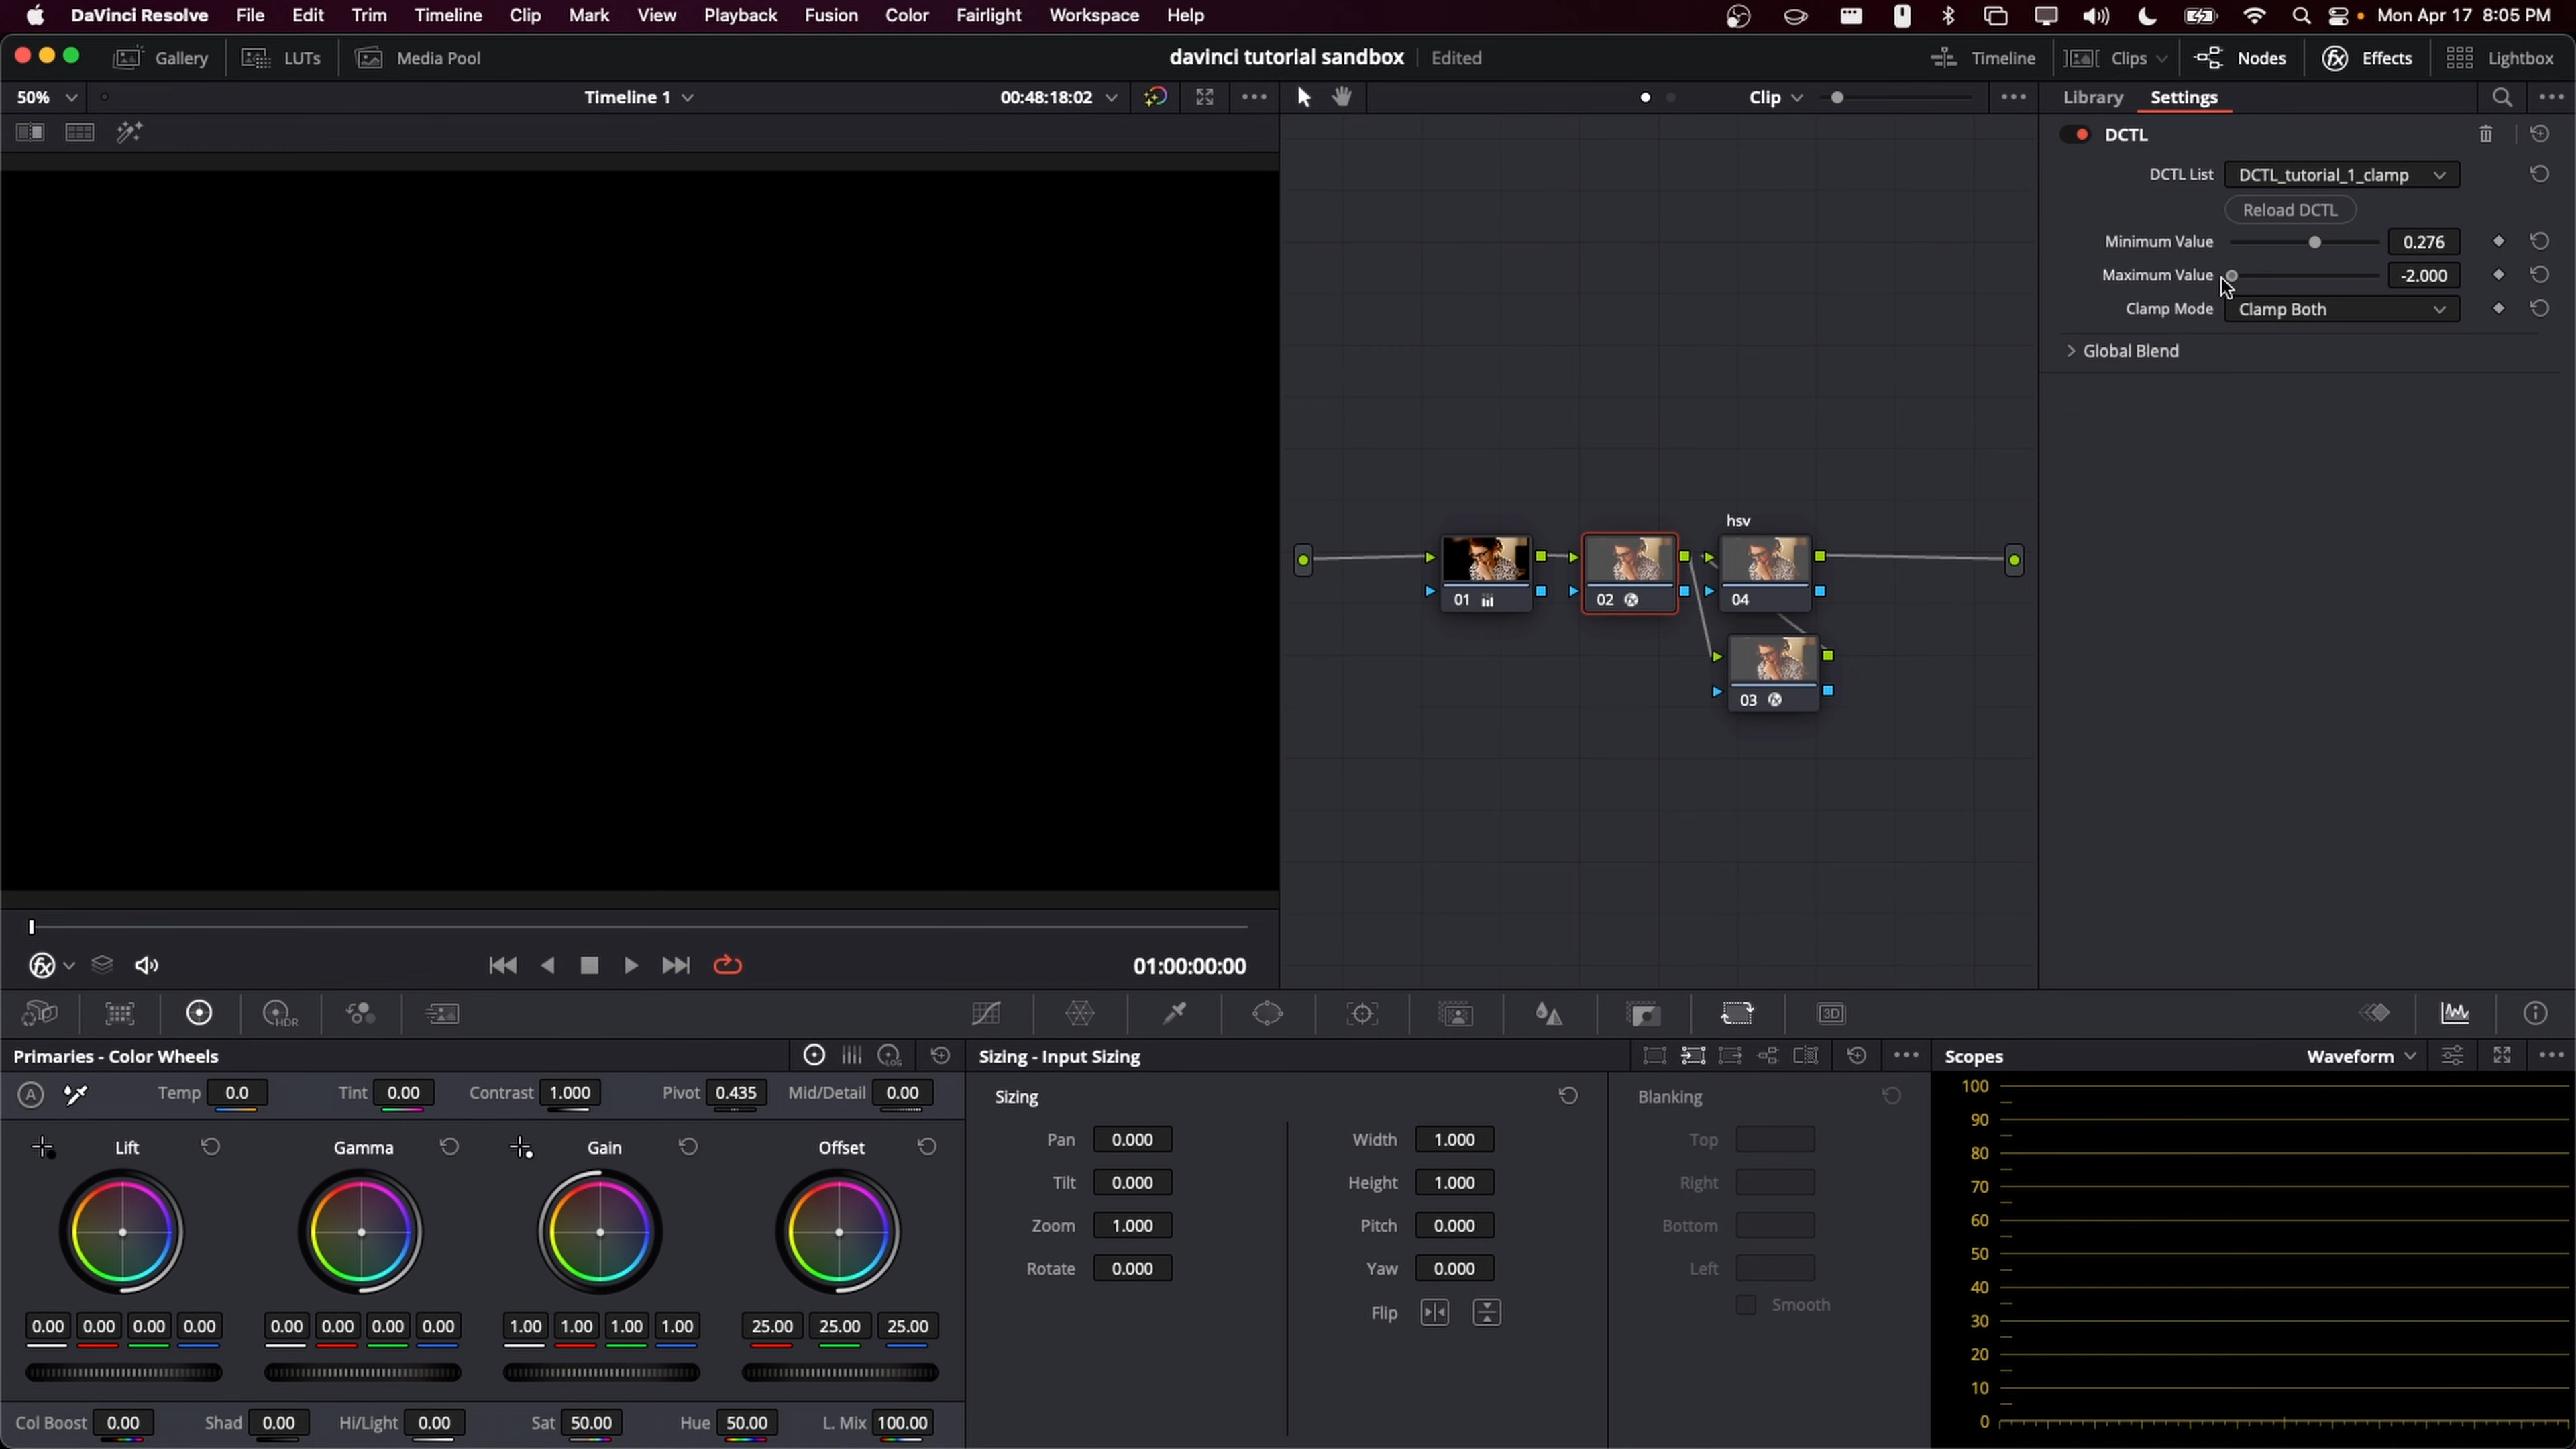 DaVinci Resolve File Edit Trim Timeline Clip Mark View Playback Fusion Color Fairlight Workspace Help Mon Apr 17 8:05 PM
Gallery LUTs Media Pool davinci tutorial sandbox Edited Timeline Clips Nodes Effects Lightbox
50% Timeline 1 00:48:18:02 Clip Library Settings
DCTL
DCTL List DCTL_tutorial_1_clamp
Reload DCTL
Minimum Value 0.276
Maximum Value -2.000
Clamp Mode Clamp Both
Global Blend
hsv
01 02 04
03
01:00:00:00
HDR 3D
Primaries - Color Wheels LOG Sizing - Input Sizing Scopes Waveform
A Temp 0.0 Tint 0.00 Contrast 1.000 Pivot 0.435 Mid/Detail 0.00
Lift Gamma Gain Offset
0.00 0.00 0.00 0.00 0.00 0.00 0.00 0.00 1.00 1.00 1.00 1.00 25.00 25.00 25.00
Col Boost 0.00 Shad 0.00 Hi/Light 0.00 Sat 50.00 Hue 50.00 L. Mix 100.00
Sizing Blanking
Pan 0.000 Width 1.000 Top
Tilt 0.000 Height 1.000 Right
Zoom 1.000 Pitch 0.000 Bottom
Rotate 0.000 Yaw 0.000 Left
Flip Smooth
100
90
80
70
60
50
40
30
20
10
0